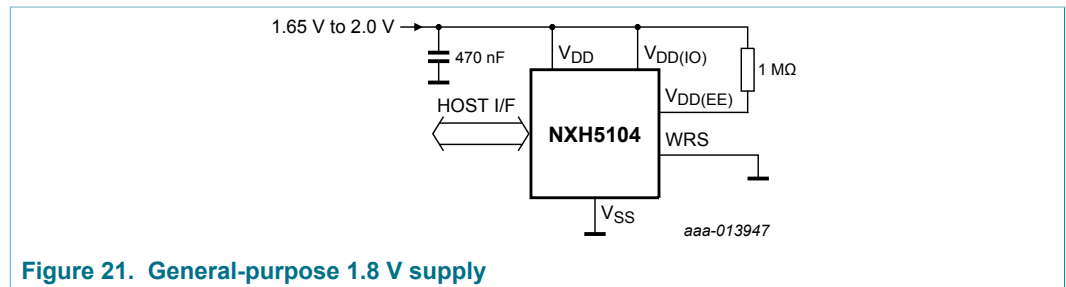 1.65 V to 2.0 V
470 nF
VDD
VDD(IO)
1 MΩ
VDD(EE)
HOST I/F
NXH5104
WRS
VSS
aaa-013947
Figure 21. General-purpose 1.8 V supply